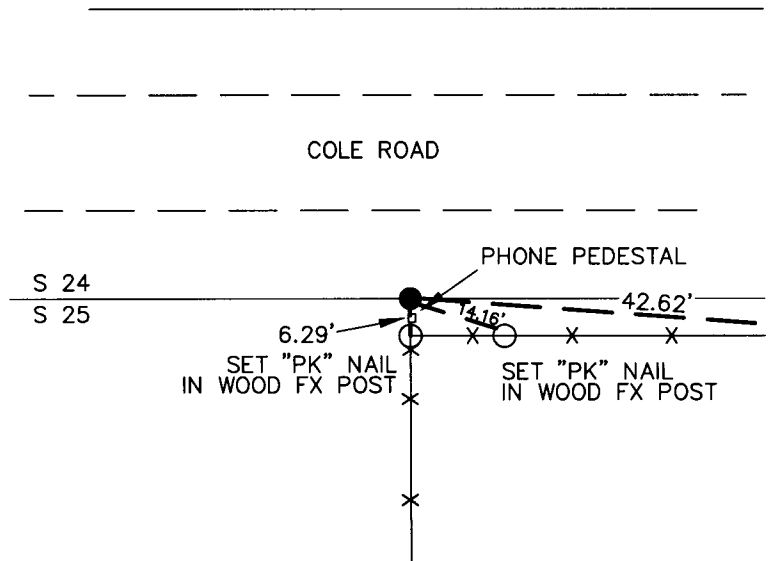 COLE ROAD
PHONE PEDESTAL
S 24
S 25
42.62'
14.16'
6.29'
SET "PK" NAIL
IN WOOD FX POST
SET "PK" NAIL
IN WOOD FX POST